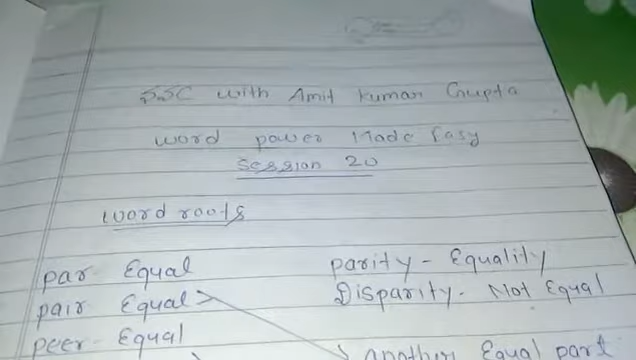 SSC with Amit Kumar Gupta
word power Made Easy
Session 20
word roots
par Equal
parity - Equality
pair Equal
Disparity - Not Equal
peer - Equal
another Equal part